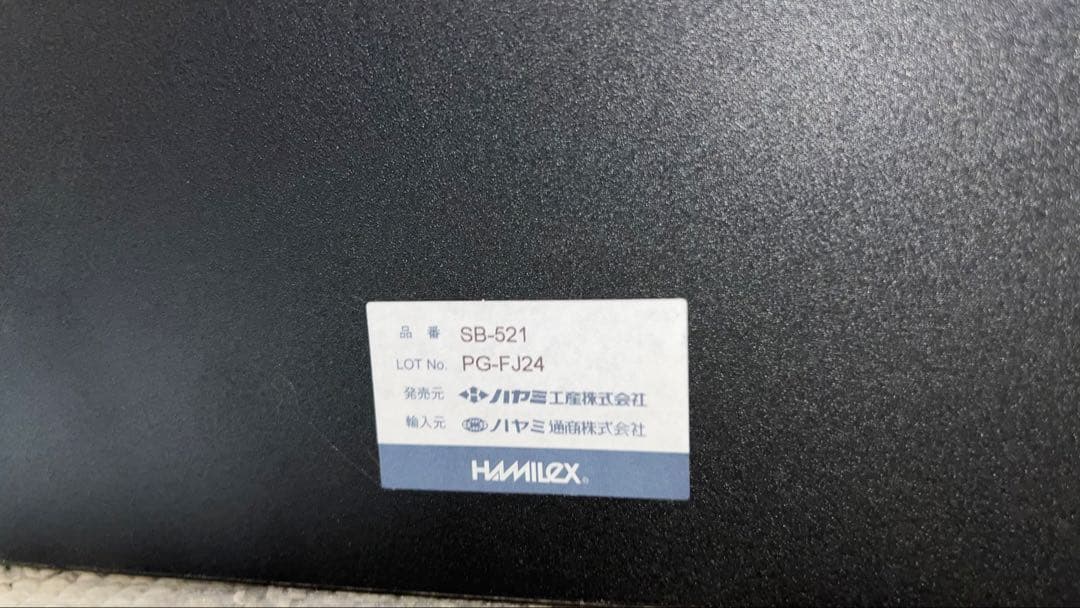 品番 SB-521
LOT No. PG-FJ24
発売元 ハヤミ工産株式会社
輸入元 ハヤミ通商株式会社
HAMILEX®